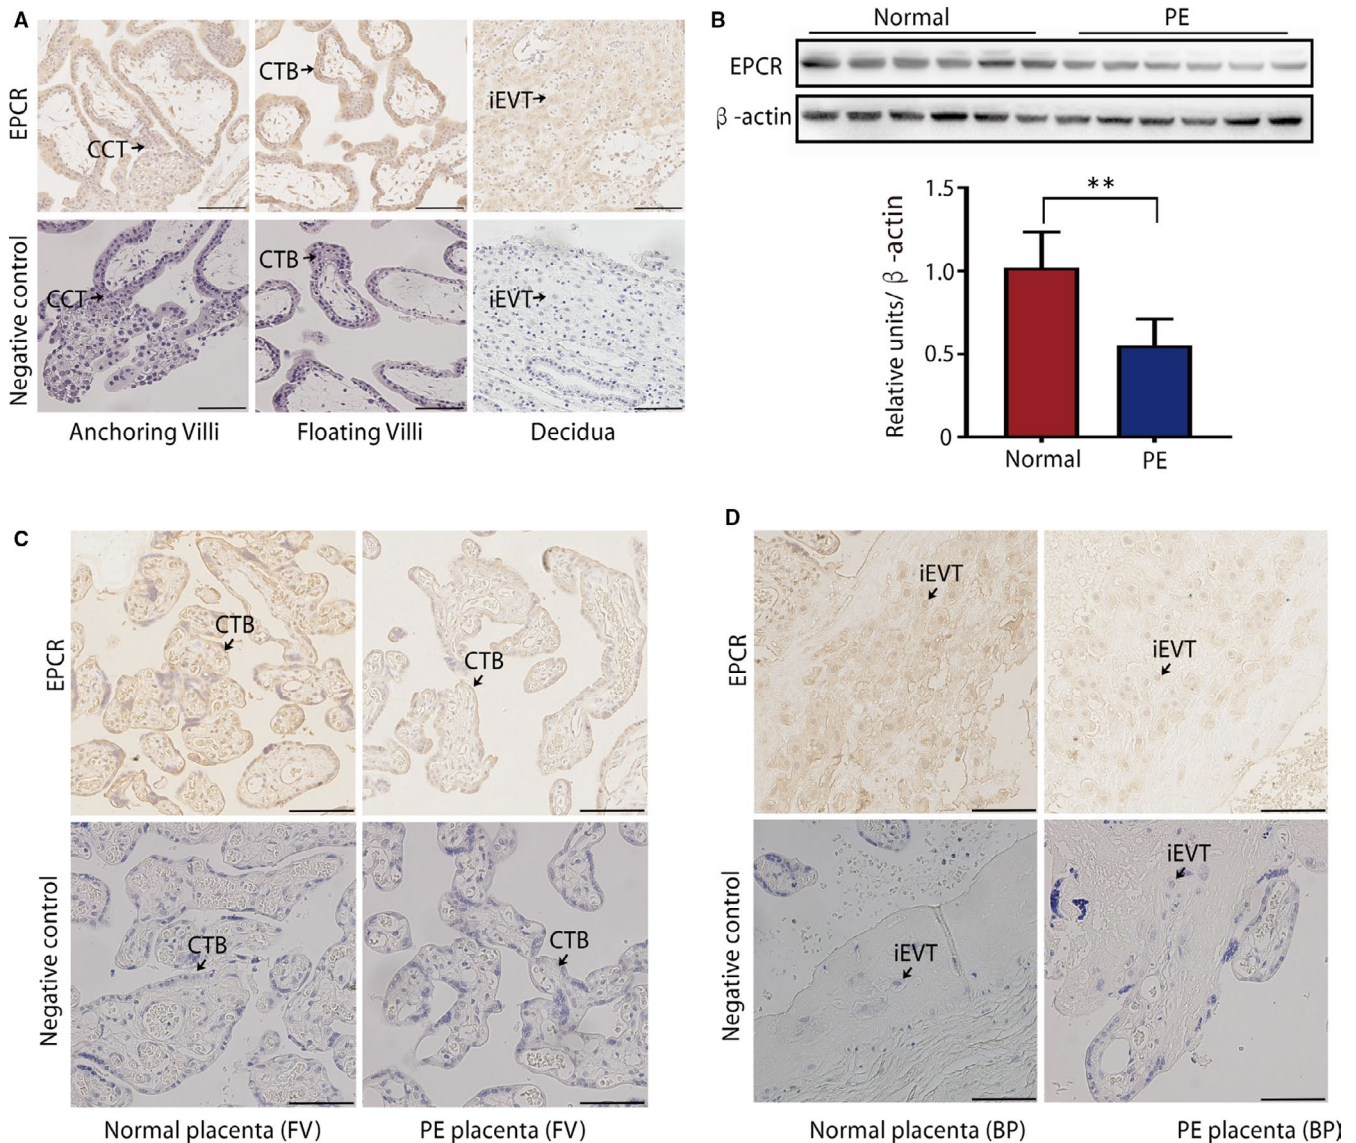 A
EPCR
CCT
CTB
iEVT
Negative control
CCT
CTB
iEVT
Anchoring Villi
Floating Villi
Decidua
B
Normal
PE
EPCR
β -actin
**
Relative units/ β -actin
1.5
1.0
0.5
0
Normal
PE
C
EPCR
CTB
CTB
Negative control
CTB
CTB
Normal placenta (FV)
PE placenta (FV)
D
EPCR
iEVT
iEVT
Negative control
iEVT
iEVT
Normal placenta (BP)
PE placenta (BP)